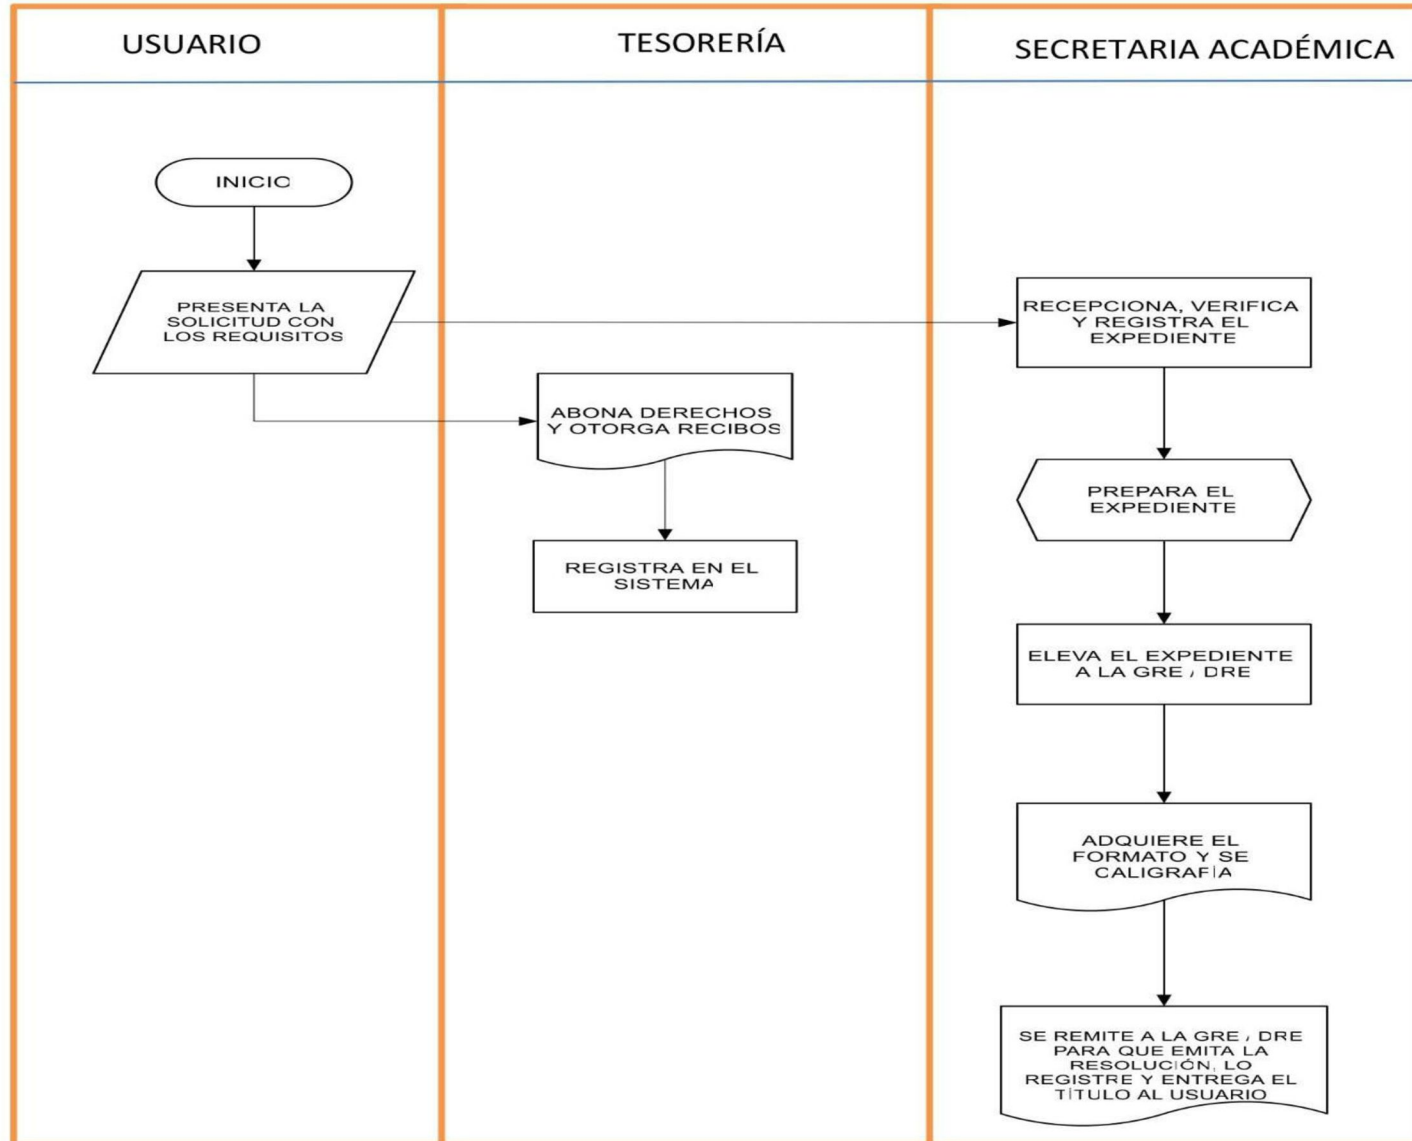 USUARIO
TESORERÍA
SECRETARIA ACADÉMICA
INICIO
PRESENTA LA
SOLICITUD CON
LOS REQUISITOS
ABONA DERECHOS
Y OTORGA RECIBOS
REGISTRA EN EL
SISTEMA
RECEPCIONA, VERIFICA
Y REGISTRA EL
EXPEDIENTE
PREPARA EL
EXPEDIENTE
ELEVA EL EXPEDIENTE
A LA GRE / DRE
ADQUIERE EL
FORMATO Y SE
CALIGRAFÍA
SE REMITE A LA GRE / DRE
PARA QUE EMITA LA
RESOLUCIÓN, LO
REGISTRE Y ENTREGA EL
TÍTULO AL USUARIO